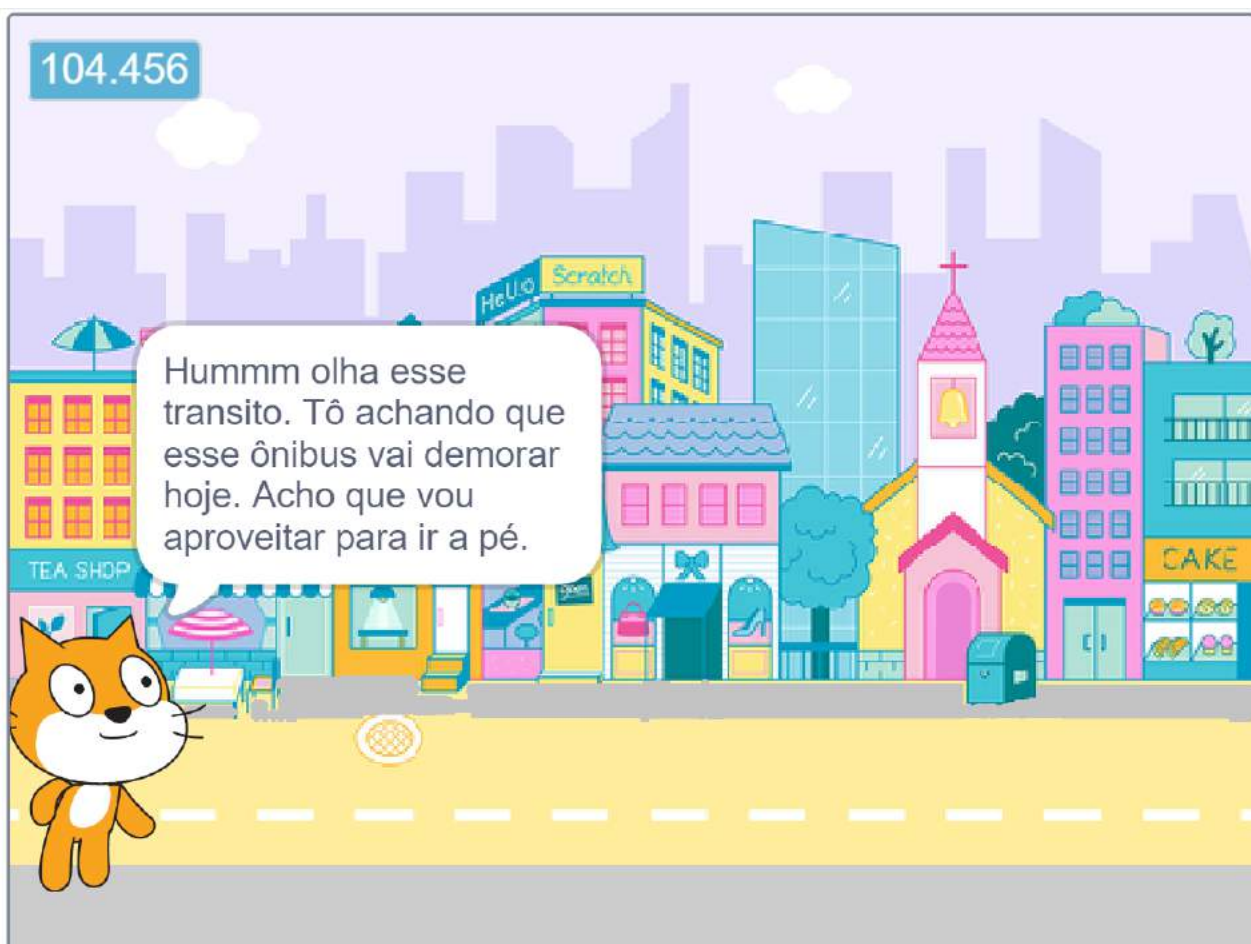 104.456
HeLLO
Scratch
Hummm olha esse
transito. Tô achando que
esse ônibus vai demorar
hoje. Acho que vou
aproveitar para ir a pé.
TEA SHOP
CAKE